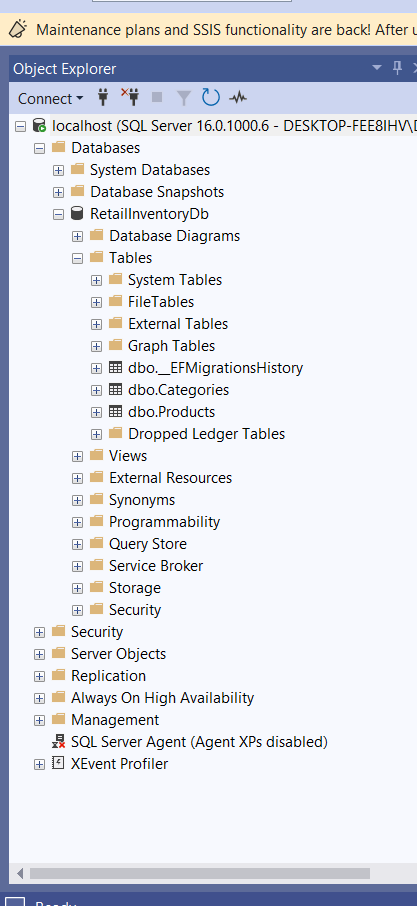 Maintenance plans and SSIS functionality are back! After u
Object Explorer
Connect
localhost (SQL Server 16.0.1000.6 - DESKTOP-FEE8IHV\
Databases
System Databases
Database Snapshots
RetailInventoryDb
Database Diagrams
Tables
System Tables
FileTables
External Tables
Graph Tables
dbo.__EFMigrationsHistory
dbo.Categories
dbo.Products
Dropped Ledger Tables
Views
External Resources
Synonyms
Programmability
Query Store
Service Broker
Storage
Security
Security
Server Objects
Replication
Always On High Availability
Management
SQL Server Agent (Agent XPs disabled)
XEvent Profiler
Ready